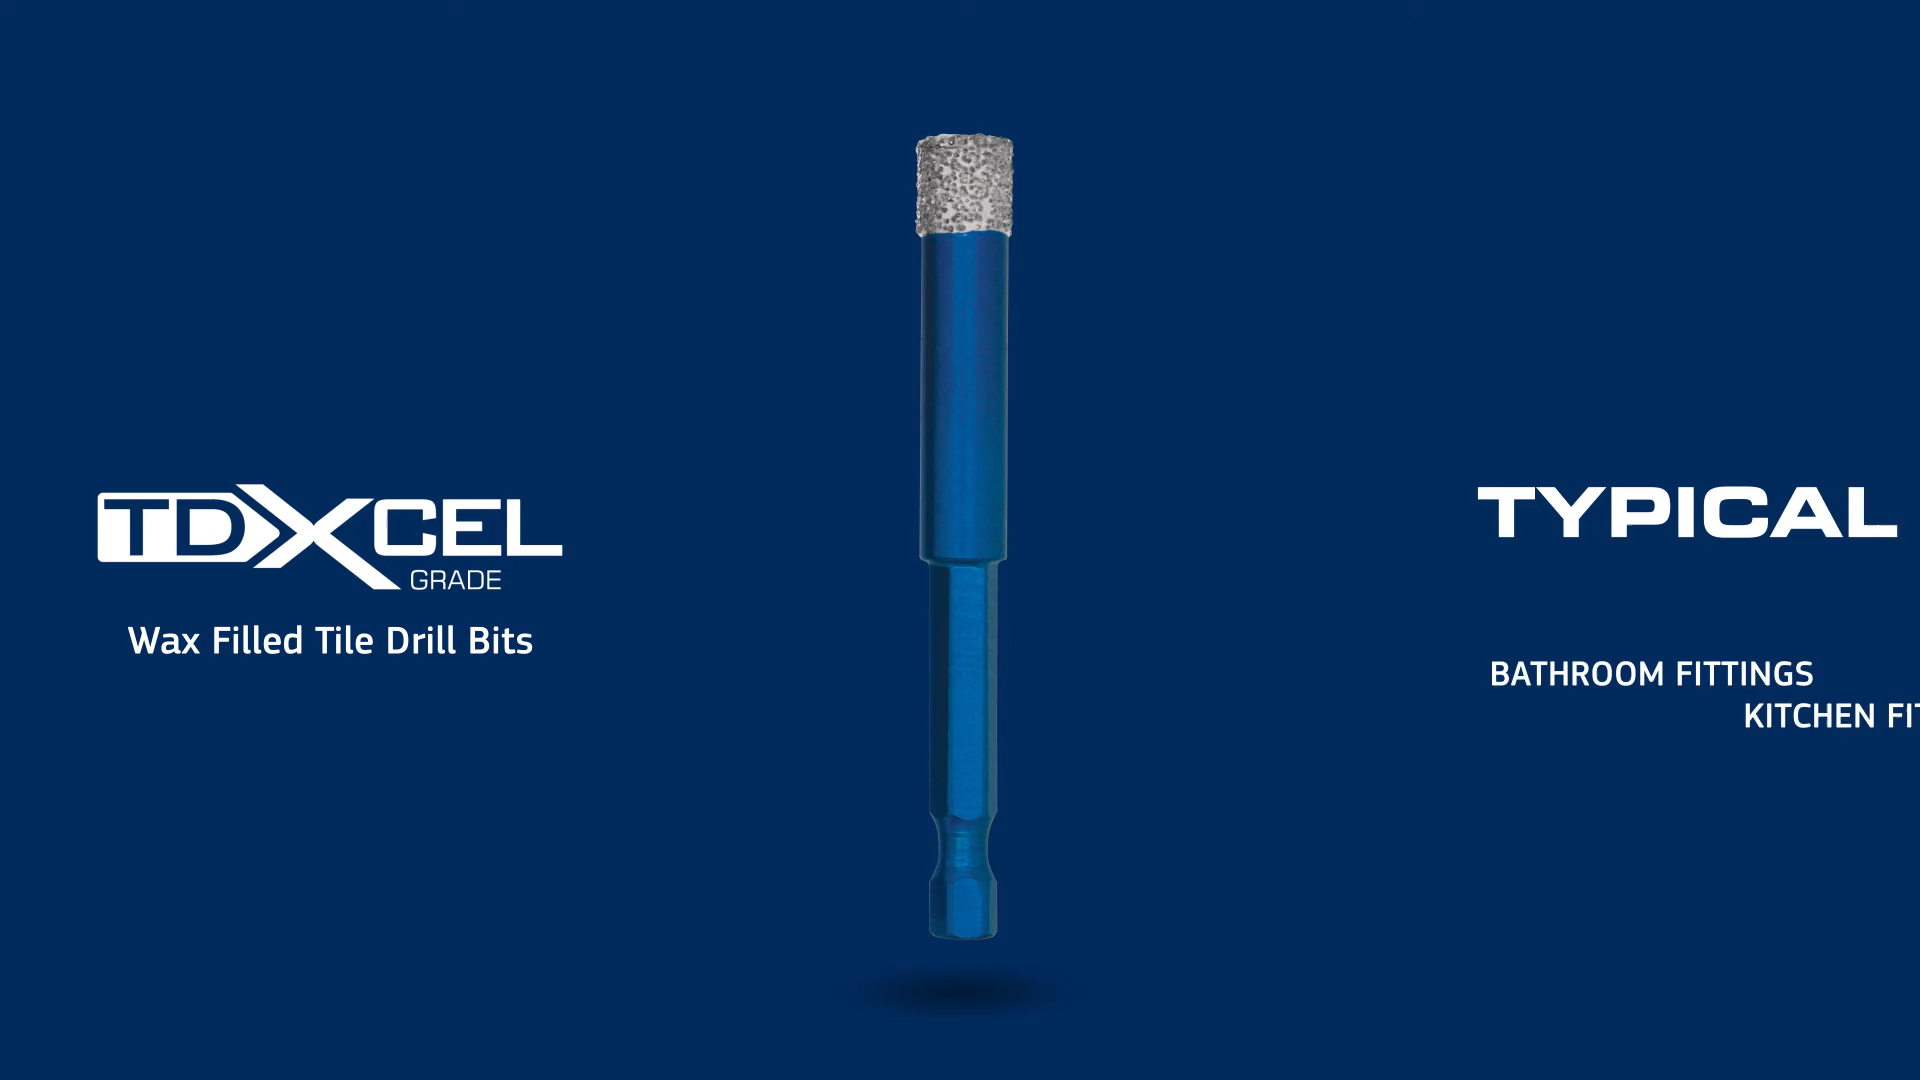 TDXCEL
GRADE
Wax Filled Tile Drill Bits
TYPICAL
BATHROOM FITTINGS
KITCHEN